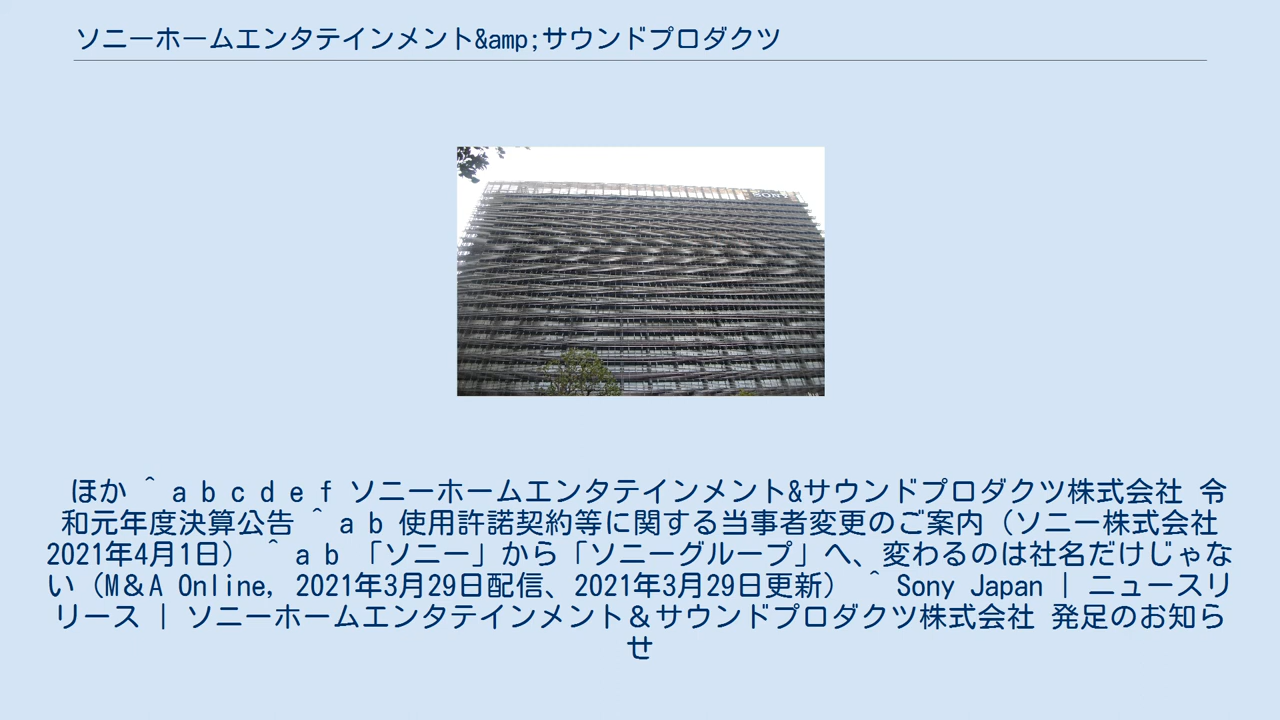 ソニーホームエンタテインメント&amp;サウンドプロダクツ
SONY
ほか ^ a b c d e f ソニーホームエンタテインメント&サウンドプロダクツ株式会社 令
和元年度決算公告 ^ a b 使用許諾契約等に関する当事者変更のご案内（ソニー株式会社
2021年4月1日） ^ a b 「ソニー」から「ソニーグループ」へ、変わるのは社名だけじゃな
い（M＆A Online, 2021年3月29日配信、2021年3月29日更新） ^ Sony Japan | ニュースリ
リース | ソニーホームエンタテインメント＆サウンドプロダクツ株式会社 発足のお知ら
せ